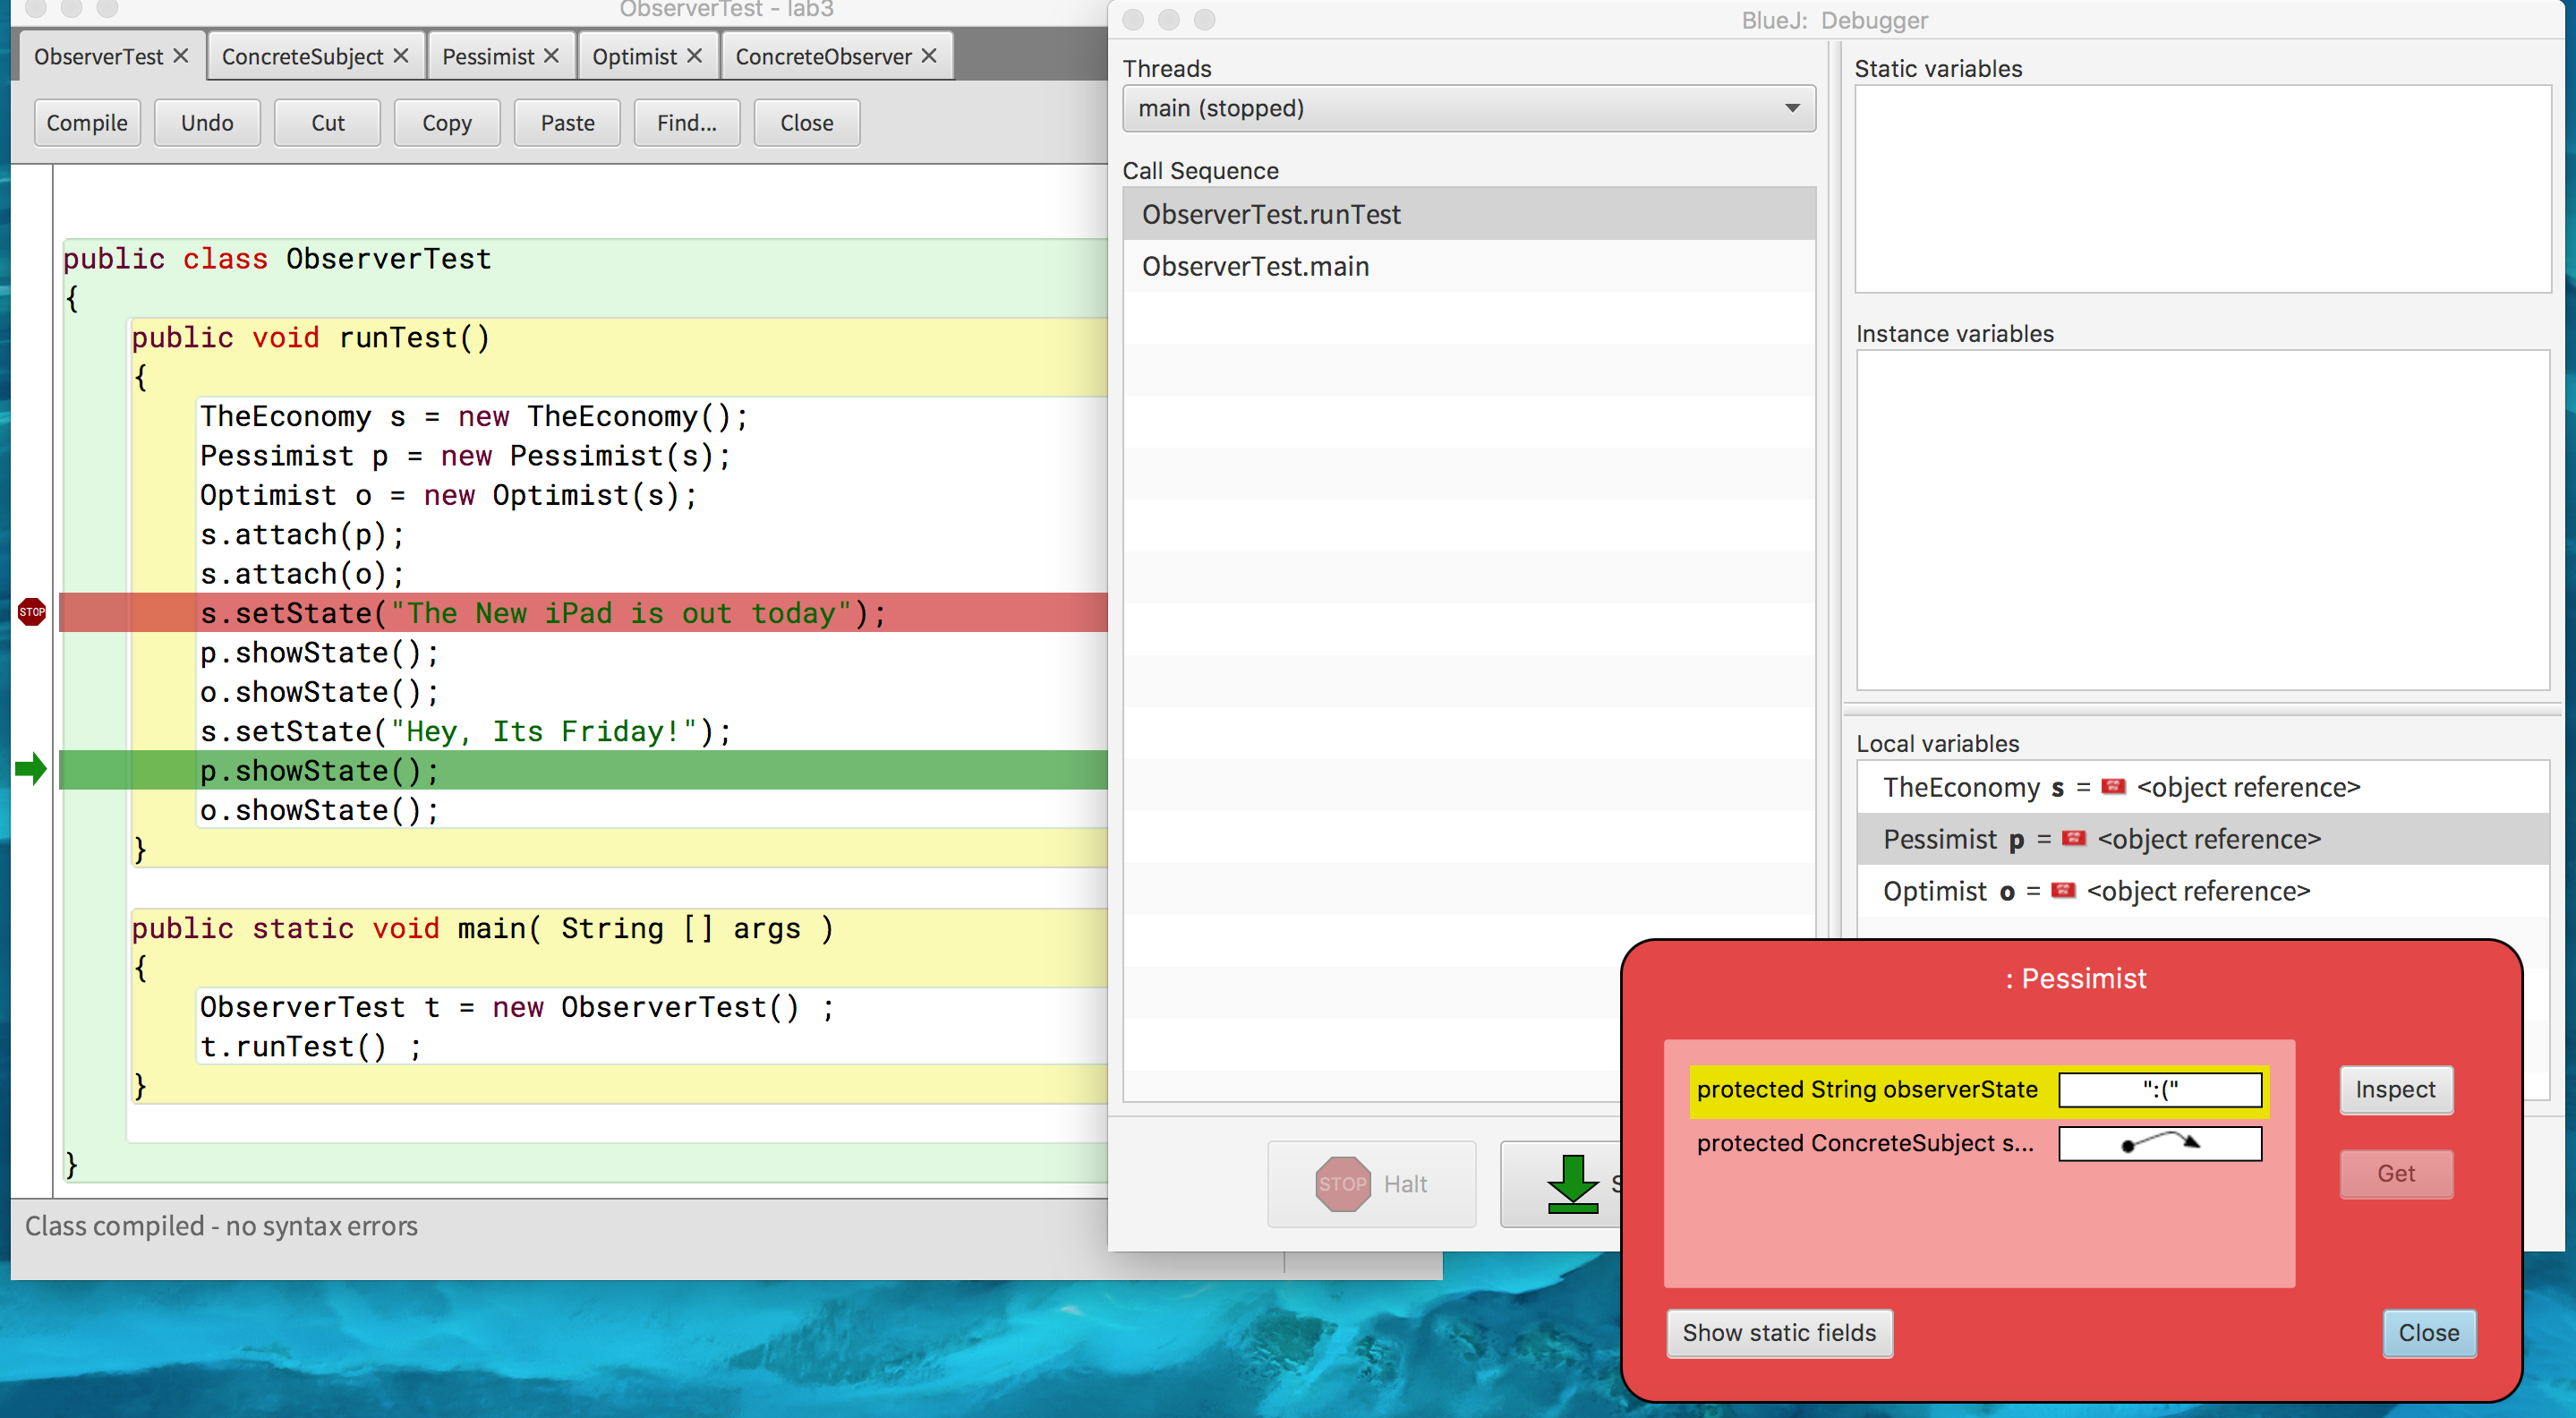 ObserverTest - lab3
ObserverTest
ConcreteSubject
Pessimist
Optimist
ConcreteObserver
Compile
Undo
Cut
Copy
Paste
Find...
Close
public class ObserverTest
{
public void runTest()
{
TheEconomy s = new TheEconomy();
Pessimist p = new Pessimist(s);
Optimist o = new Optimist(s);
s.attach(p);
s.attach(o);
STOP
s.setState("The New iPad is out today");
p.showState();
o.showState();
s.setState("Hey, Its Friday!");
p.showState();
o.showState();
}
public static void main( String [] args )
{
ObserverTest t = new ObserverTest() ;
t.runTest() ;
}
}
Class compiled - no syntax errors
BlueJ: Debugger
Threads
main (stopped)
Call Sequence
ObserverTest.runTest
ObserverTest.main
STOP
Halt
S
Static variables
Instance variables
Local variables
TheEconomy s = <object reference>
Pessimist p = <object reference>
Optimist o = <object reference>
: Pessimist
protected String observerState
":("
protected ConcreteSubject s...
Inspect
Get
Show static fields
Close